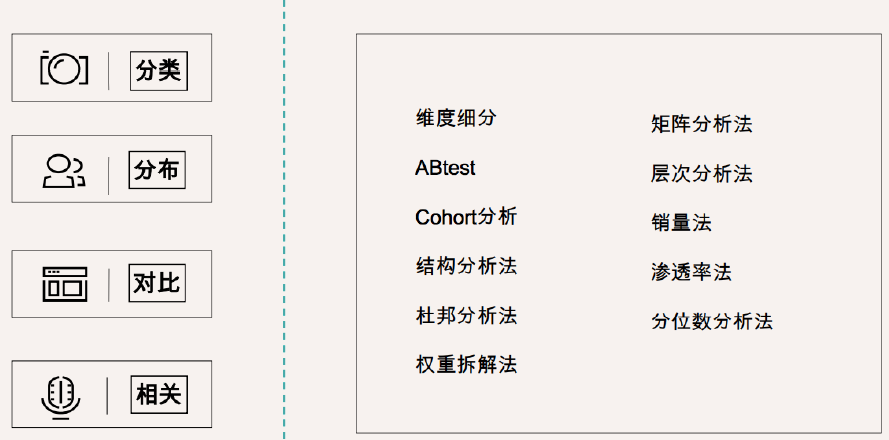 分类
分布
对比
相关
维度细分
ABtest
Cohort分析
结构分析法
杜邦分析法
权重拆解法
矩阵分析法
层次分析法
销量法
渗透率法
分位数分析法